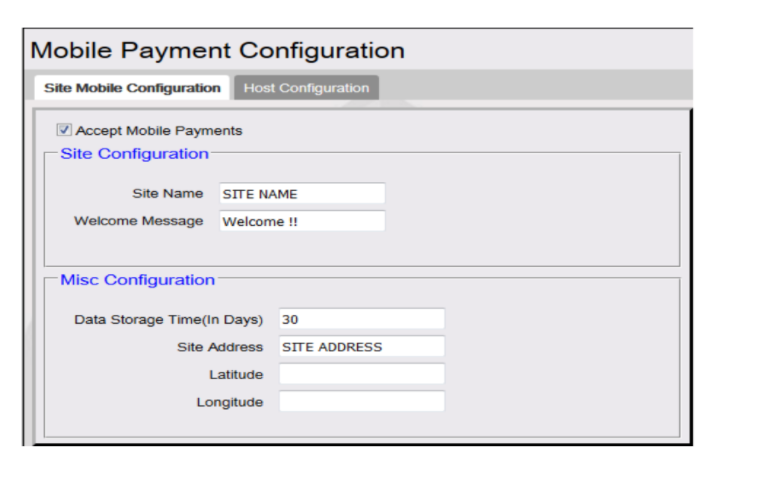 Mobile Payment Configuration
Site Mobile Configuration Host Configuration
Accept Mobile Payments
Site Configuration
Site Name SITE NAME
Welcome Message Welcome !!
Misc Configuration
Data Storage Time(In Days) 30
Site Address SITE ADDRESS
Latitude
Longitude